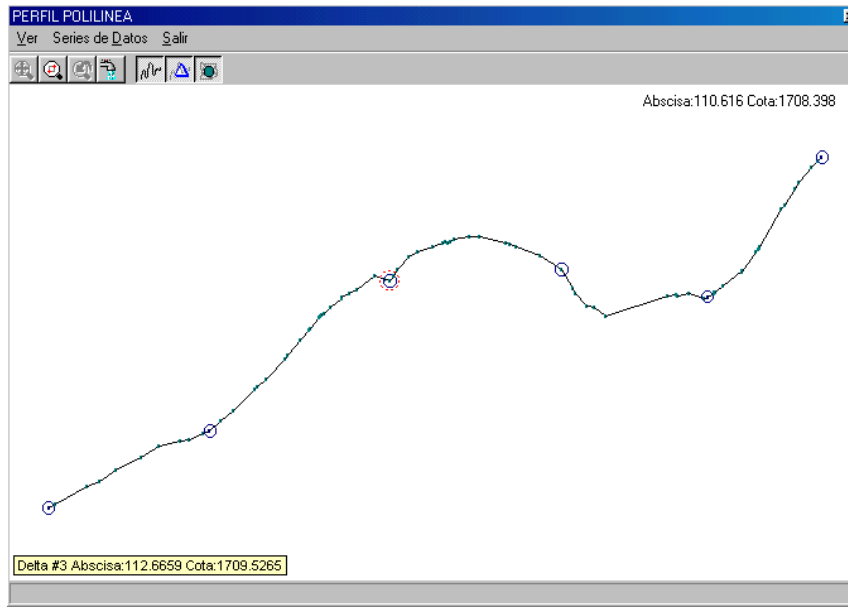 PERFIL POLILINEA
Ver Series de Datos Salir
Abscisa:110.616 Cota:1708.398
Delta #3 Abscisa:112.6659 Cota:1709.5265